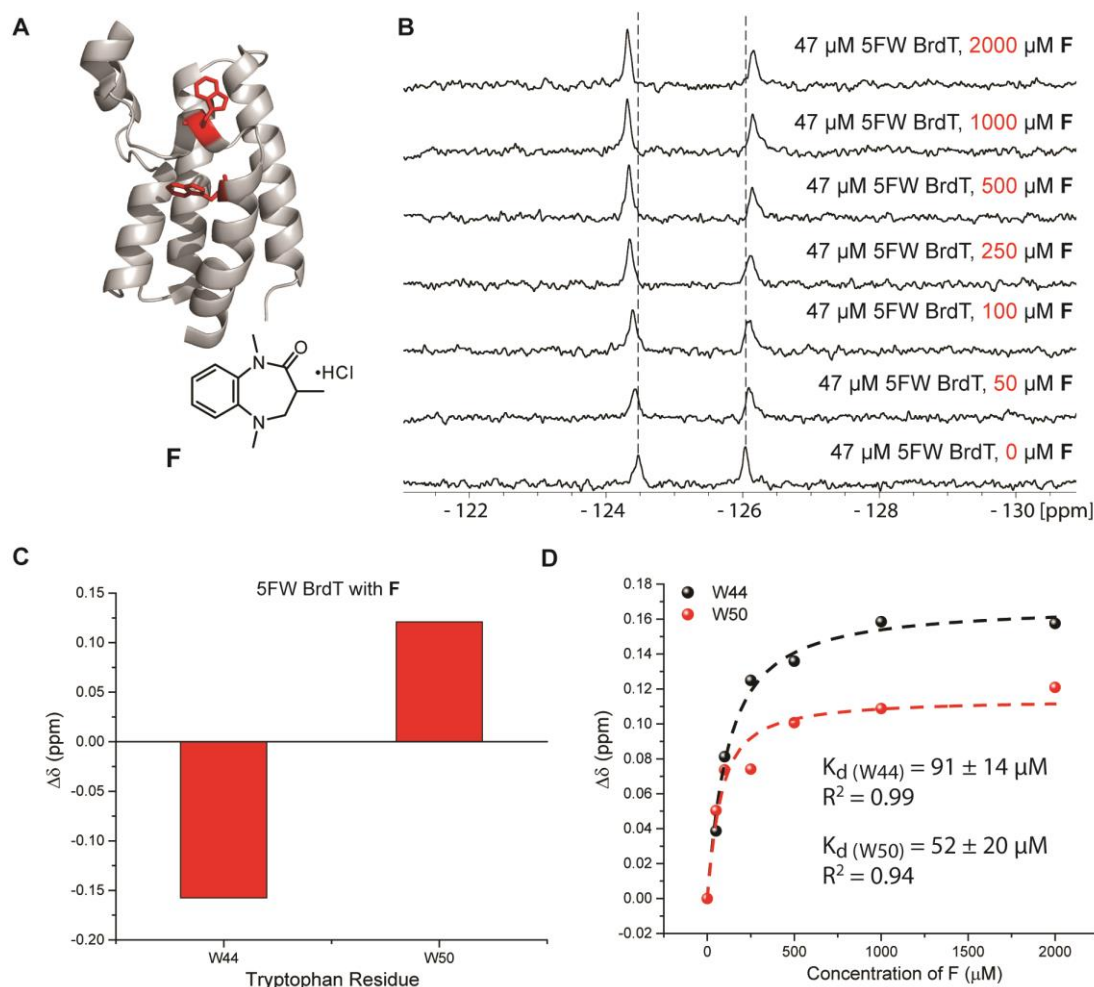 A
N
O
•HCl
N
F
B
47 µM 5FW BrdT, 2000 µM F
47 µM 5FW BrdT, 1000 µM F
47 µM 5FW BrdT, 500 µM F
47 µM 5FW BrdT, 250 µM F
47 µM 5FW BrdT, 100 µM F
47 µM 5FW BrdT, 50 µM F
47 µM 5FW BrdT, 0 µM F
- 122 - 124 - 126 - 128 - 130 [ppm]
C
5FW BrdT with F
0.15
0.10
0.05
0.00
-0.05
-0.10
-0.15
-0.20
Δδ (ppm)
W44 W50
Tryptophan Residue
D
W44
W50
0.18
0.16
0.14
0.12
0.10
0.08
0.06
0.04
0.02
0.00
-0.02
Δδ (ppm)
Kd (W44) = 91 ± 14 µM
R² = 0.99
Kd (W50) = 52 ± 20 µM
R² = 0.94
0 500 1000 1500 2000
Concentration of F (µM)